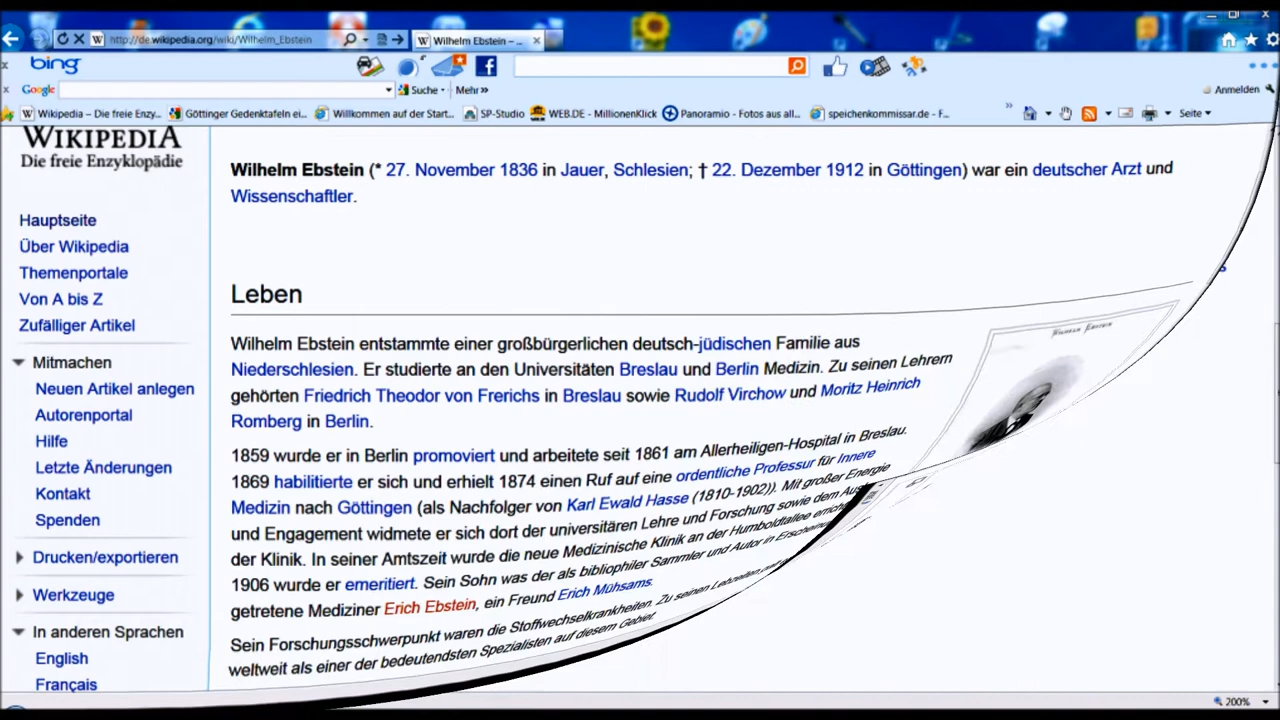 http://de.wikipedia.org/wiki/Wilhelm_Ebstein
Wilhelm Ebstein – ...
bing
Google
Suche
Mehr »
Anmelden
Wikipedia – Die freie Enzy...
Göttinger Gedenktafeln ei...
Willkommen auf der Start...
SP-Studio
WEB.DE - MillionenKlick
Panoramio - Fotos aus all...
speichenkommissar.de - F...
Seite
WIKIPEDIA
Die freie Enzyklopädie
Hauptseite
Über Wikipedia
Themenportale
Von A bis Z
Zufälliger Artikel
Mitmachen
Neuen Artikel anlegen
Autorenportal
Hilfe
Letzte Änderungen
Kontakt
Spenden
Drucken/exportieren
Werkzeuge
In anderen Sprachen
English
Français
Wilhelm Ebstein (* 27. November 1836 in Jauer, Schlesien; † 22. Dezember 1912 in Göttingen) war ein deutscher Arzt und
Wissenschaftler.
Leben
Wilhelm Ebstein entstammte einer großbürgerlichen deutsch-jüdischen Familie aus
Niederschlesien. Er studierte an den Universitäten Breslau und Berlin Medizin. Zu seinen Lehrern
gehörten Friedrich Theodor von Frerichs in Breslau sowie Rudolf Virchow und Moritz Heinrich
Romberg in Berlin.
1859 wurde er in Berlin promoviert und arbeitete seit 1861 am Allerheiligen-Hospital in Breslau.
1869 habilitierte er sich und erhielt 1874 einen Ruf auf eine ordentliche Professur für Innere
Medizin nach Göttingen (als Nachfolger von Karl Ewald Hasse (1810-1902)). Mit großer Energie
und Engagement widmete er sich dort der universitären Lehre und Forschung sowie dem
der Klinik. In seiner Amtszeit wurde die neue Medizinische Klinik an der Humboldtallee
1906 wurde er emeritiert. Sein Sohn was der als bibliophiler Sammler und Autor in
getretene Mediziner Erich Ebstein, ein Freund Erich Mühsams.
Sein Forschungsschwerpunkt waren die Stoffwechselkrankheiten. Zu seinen Lebzeiten
weltweit als einer der bedeutendsten Spezialisten auf diesem Gebiet.
Wilhelm Ebstein
200%